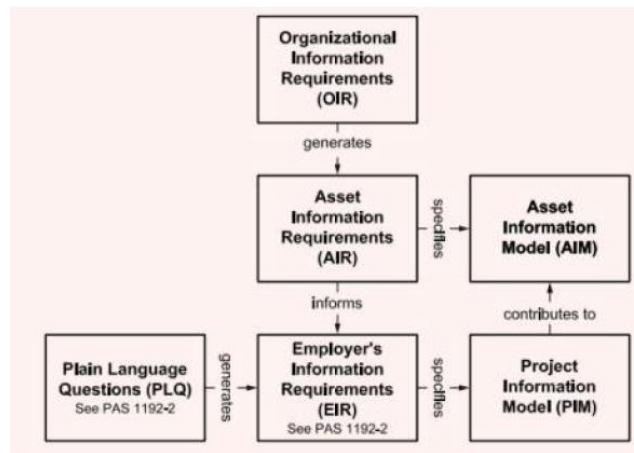 Organizational
Information
Requirements
(OIR)
generates
Asset
Information
Requirements
(AIR)
specifies
Asset
Information
Model (AIM)
informs
contributes to
Plain Language
Questions (PLQ)
See PAS 1192-2
generates
Employer's
Information
Requirements
(EIR)
See PAS 1192-2
specifies
Project
Information
Model (PIM)